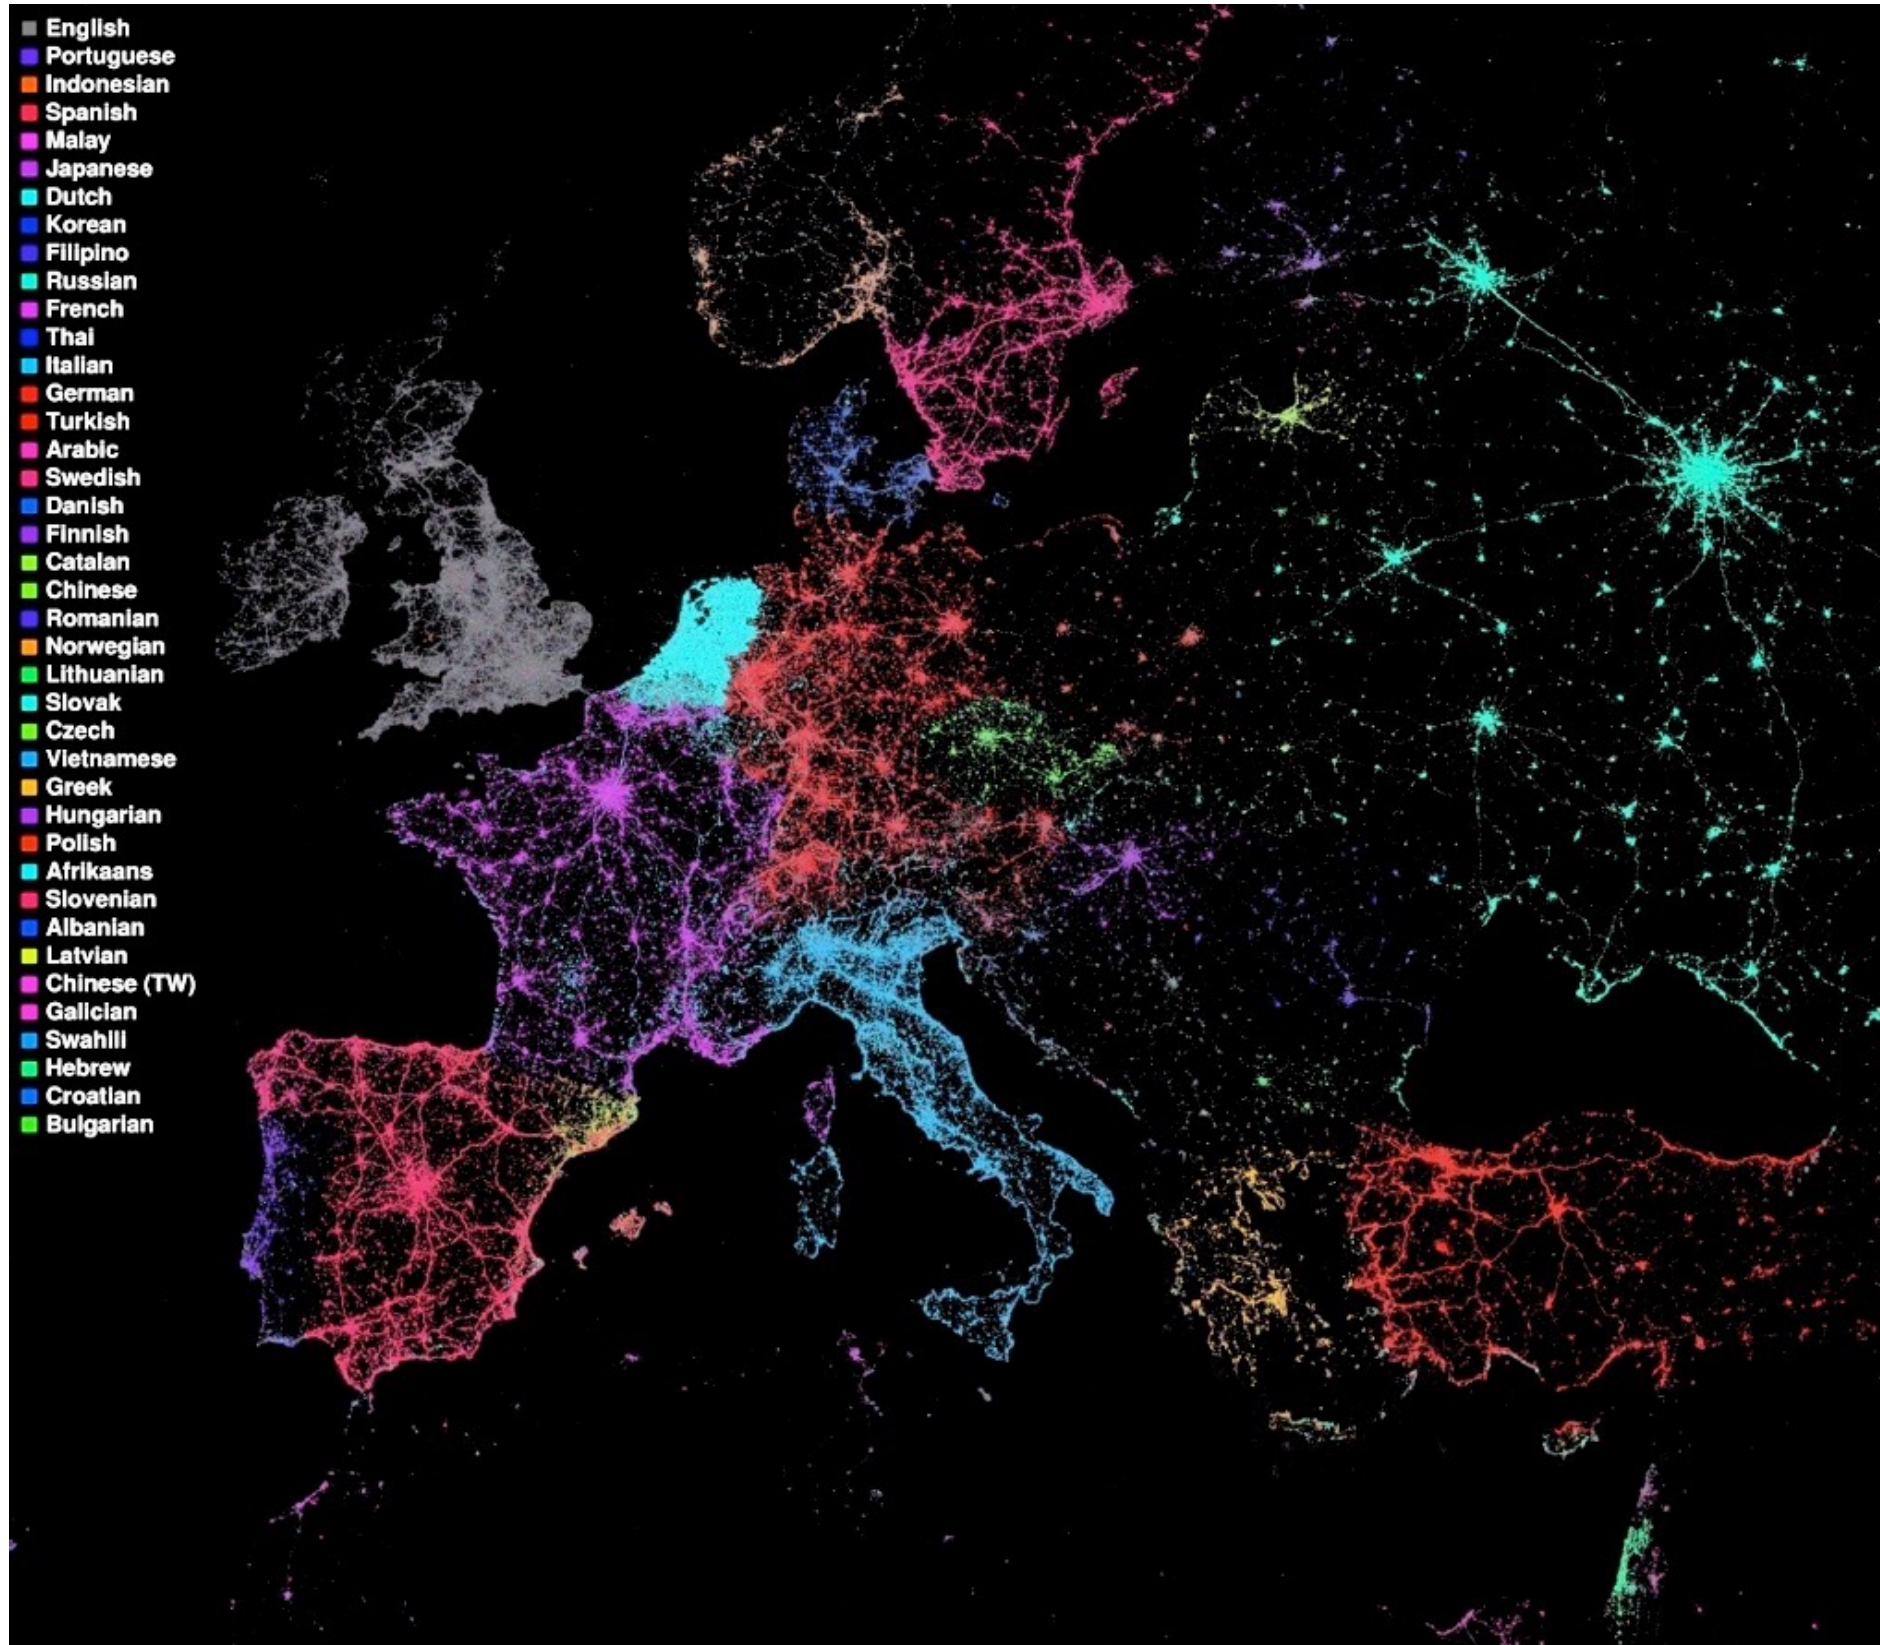 English
Portuguese
Indonesian
Spanish
Malay
Japanese
Dutch
Korean
Filipino
Russian
French
Thai
Italian
German
Turkish
Arabic
Swedish
Danish
Finnish
Catalan
Chinese
Romanian
Norwegian
Lithuanian
Slovak
Czech
Vietnamese
Greek
Hungarian
Polish
Afrikaans
Slovenian
Albanian
Latvian
Chinese (TW)
Galician
Swahili
Hebrew
Croatian
Bulgarian